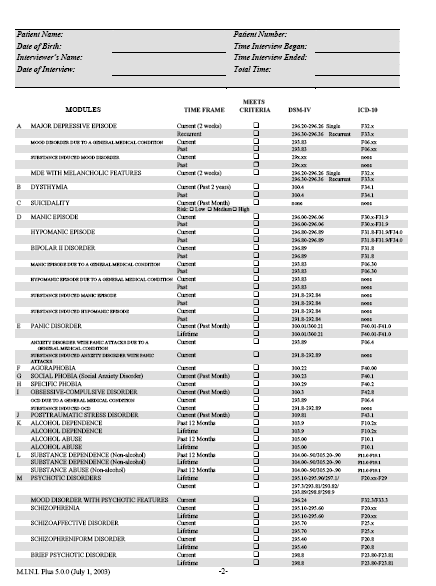 Patient Name: Patient Number:
Date of Birth: Time Interview Began:
Interviewer's Name: Time Interview Ended:
Date of Interview: Total Time:
MEETS
MODULES TIME FRAME CRITERIA DSM-IV ICD-10
A MAJOR DEPRESSIVE EPISODE Current (2 weeks) ☐ 296.20-296.26 Single F32.x
Recurrent ☐ 296.30-296.36 Recurrent F33.x
MOOD DISORDER DUE TO A GENERAL MEDICAL CONDITION Current ☐ 293.83 F06.xx
Past ☐ 293.83 F06.xx
SUBSTANCE INDUCED MOOD DISORDER Current ☐ 29x.xx none
Past ☐ 29x.xx none
MDE WITH MELANCHOLIC FEATURES Current (2 weeks) ☐ 296.20-296.26 Single F32.x
296.30-296.36 Recurrent F33.x
B DYSTHYMIA Current (Past 2 years) ☐ 300.4 F34.1
Past ☐ 300.4 F34.1
C SUICIDALITY Current (Past Month) ☐ none none
Risk: ☐ Low ☐ Medium ☐ High
D MANIC EPISODE Current ☐ 296.00-296.06 F30.x-F31.9
Past ☐ 296.00-296.06 F30.x-F31.9
HYPOMANIC EPISODE Current ☐ 296.80-296.89 F31.8-F31.9/F34.0
Past ☐ 296.80-296.89 F31.8-F31.9/F34.0
BIPOLAR II DISORDER Current ☐ 296.89 F31.8
Past ☐ 296.89 F31.8
MANIC EPISODE DUE TO A GENERAL MEDICAL CONDITION Current ☐ 293.83 F06.30
Past ☐ 293.83 F06.30
HYPOMANIC EPISODE DUE TO A GENERAL MEDICAL CONDITION Current ☐ 293.83 none
Past ☐ 293.83 none
SUBSTANCE INDUCED MANIC EPISODE Current ☐ 291.8-292.84 none
Past ☐ 291.8-292.84 none
SUBSTANCE INDUCED HYPOMANIC EPISODE Current ☐ 291.8-292.84 none
Past ☐ 291.8-292.84 none
E PANIC DISORDER Current (Past Month) ☐ 300.01/300.21 F40.01-F41.0
Lifetime ☐ 300.01/300.21 F40.01-F41.0
ANXIETY DISORDER WITH PANIC ATTACKS DUE TO A Current ☐ 293.89 F06.4
GENERAL MEDICAL CONDITION
SUBSTANCE INDUCED ANXIETY DISORDER WITH PANIC Current ☐ 291.8-292.89 none
ATTACKS
F AGORAPHOBIA Current ☐ 300.22 F40.00
G SOCIAL PHOBIA (Social Anxiety Disorder) Current (Past Month) ☐ 300.23 F40.1
H SPECIFIC PHOBIA Current ☐ 300.29 F40.2
I OBSESSIVE-COMPULSIVE DISORDER Current (Past Month) ☐ 300.3 F42.8
OCD DUE TO A GENERAL MEDICAL CONDITION Current ☐ 293.89 F06.4
SUBSTANCE INDUCED OCD Current ☐ 291.8-292.89 none
J POSTTRAUMATIC STRESS DISORDER Current (Past Month) ☐ 309.81 F43.1
K ALCOHOL DEPENDENCE Past 12 Months ☐ 303.9 F10.2x
ALCOHOL DEPENDENCE Lifetime ☐ 303.9 F10.2x
ALCOHOL ABUSE Past 12 Months ☐ 305.00 F10.1
ALCOHOL ABUSE Lifetime ☐ 305.00 F10.1
L SUBSTANCE DEPENDENCE (Non-alcohol) Past 12 Months ☐ 304.00-.90/305.20-.90
SUBSTANCE DEPENDENCE (Non-alcohol) Lifetime ☐ 304.00-.90/305.20-.90
SUBSTANCE ABUSE (Non-alcohol) Past 12 Months ☐ 304.00-.90/305.20-.90
M PSYCHOTIC DISORDERS Lifetime ☐ 295.10-295.90/297.1/ F20.xx-F29
Current ☐ 297.3/293.81/293.82/
293.89/298.8/298.9
MOOD DISORDER WITH PSYCHOTIC FEATURES Current ☐ 296.24 F32.3/F33.3
SCHIZOPHRENIA Current ☐ 295.10-295.60 F20.xx
Lifetime ☐ 295.10-295.60 F20.xx
SCHIZOAFFECTIVE DISORDER Current ☐ 295.70 F25.x
Lifetime ☐ 295.70 F25.x
SCHIZOPHRENIFORM DISORDER Current ☐ 295.40 F20.8
Lifetime ☐ 295.40 F20.8
BRIEF PSYCHOTIC DISORDER Current ☐ 298.8 F23.80-F23.81
Lifetime ☐ 298.8 F23.80-F23.81
M.I.N.I. Plus 5.0.0 (July 1, 2003) -2-